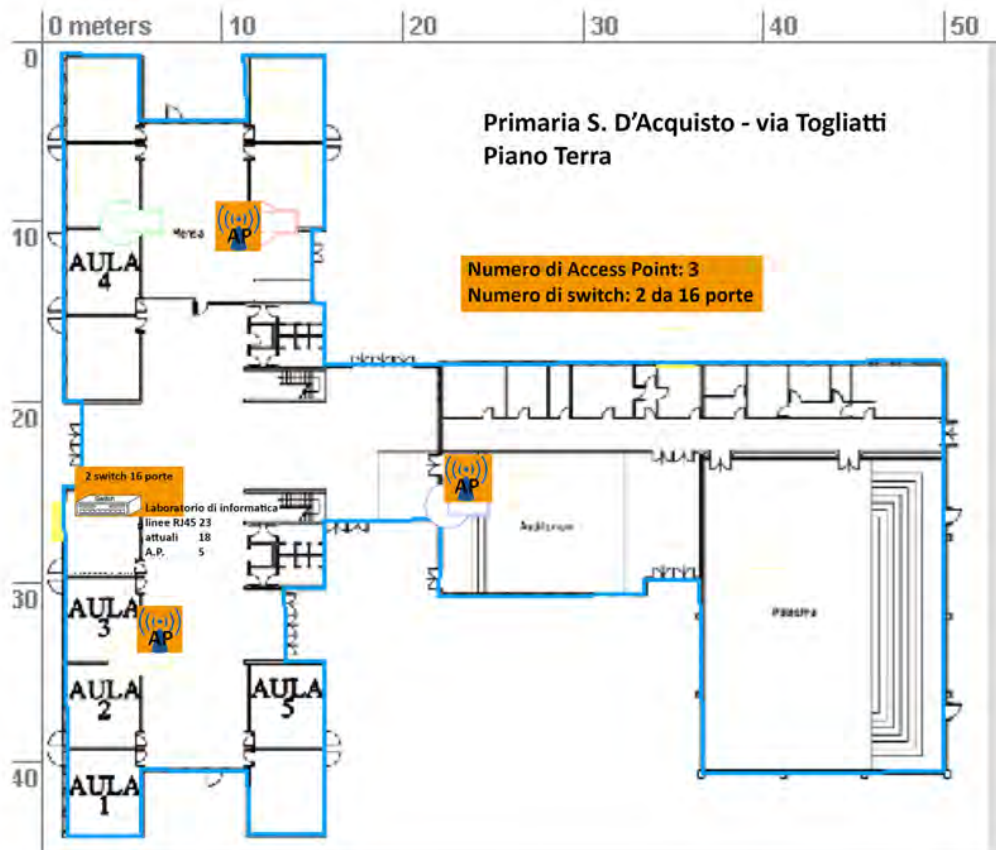 0 meters 10 20 30 40 50
0
Primaria S. D'Acquisto - via Togliatti
Piano Terra
10
Mensa
AP
AULA
4
Numero di Access Point: 3
Numero di switch: 2 da 16 porte
20
2 switch 16 porte
Switch
Laboratorio di informatica
linee RJ45 23
attuali 18
A.P. 5
AP
Auditorium
30
AULA
3
AP
Palestra
AULA
2
AULA
5
40
AULA
1